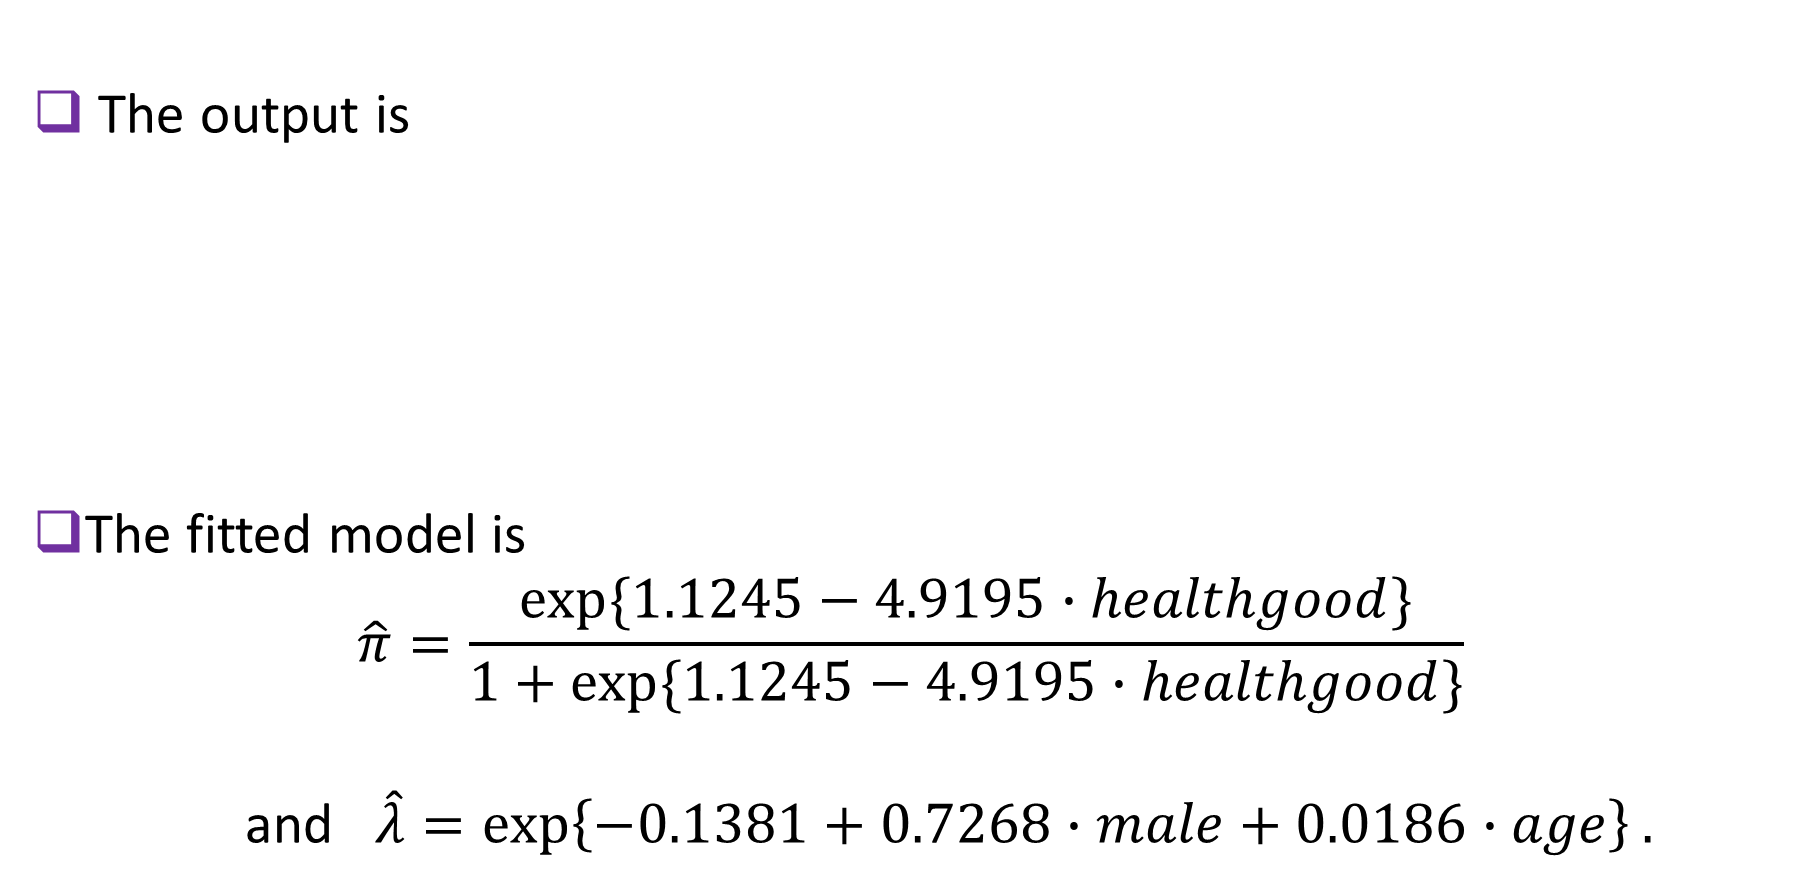 ❑ The output is
❑The fitted model is
π̂ = exp{1.1245 − 4.9195 · healthgood} / 1 + exp{1.1245 − 4.9195 · healthgood}
and λ̂ = exp{−0.1381 + 0.7268 · male + 0.0186 · age} .